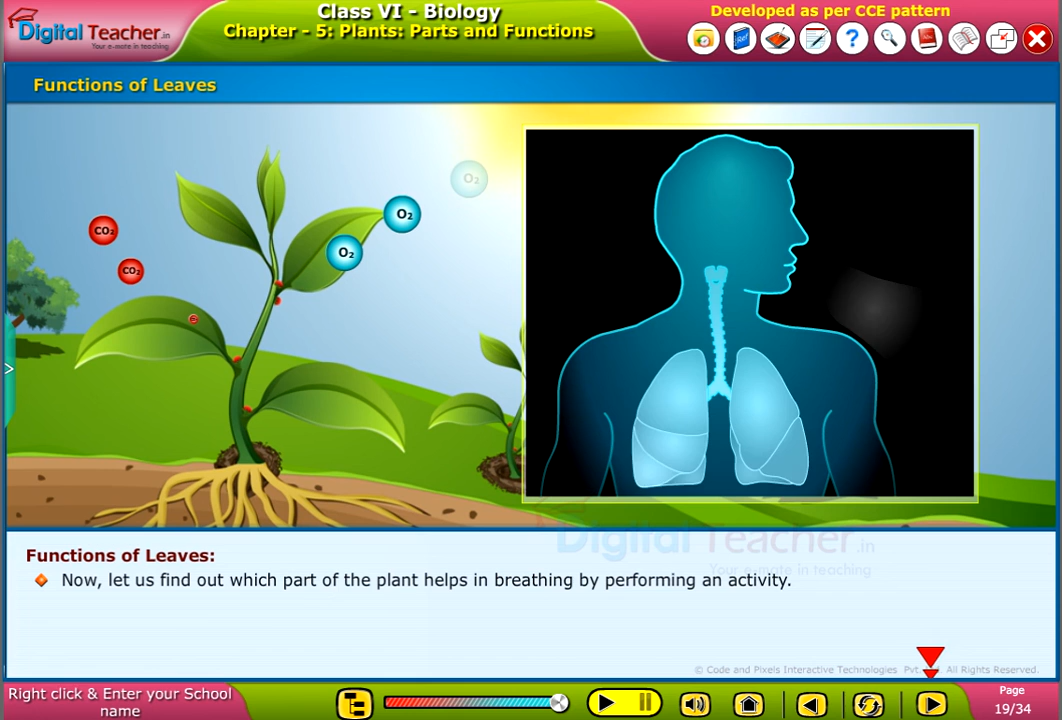 Digital Teacher.in
Your e-mate in teaching
Class VI - Biology
Chapter - 5: Plants: Parts and Functions
Developed as per CCE pattern
Ref
?
Functions of Leaves
O₂
CO₂
O₂
O₂
CO₂
>
Digital Teacher.in
Your e-mate in teaching
Functions of Leaves:
Now, let us find out which part of the plant helps in breathing by performing an activity.
© Code and Pixels Interactive Technologies Pvt. All Rights Reserved.
Right click & Enter your School name
Page
19/34